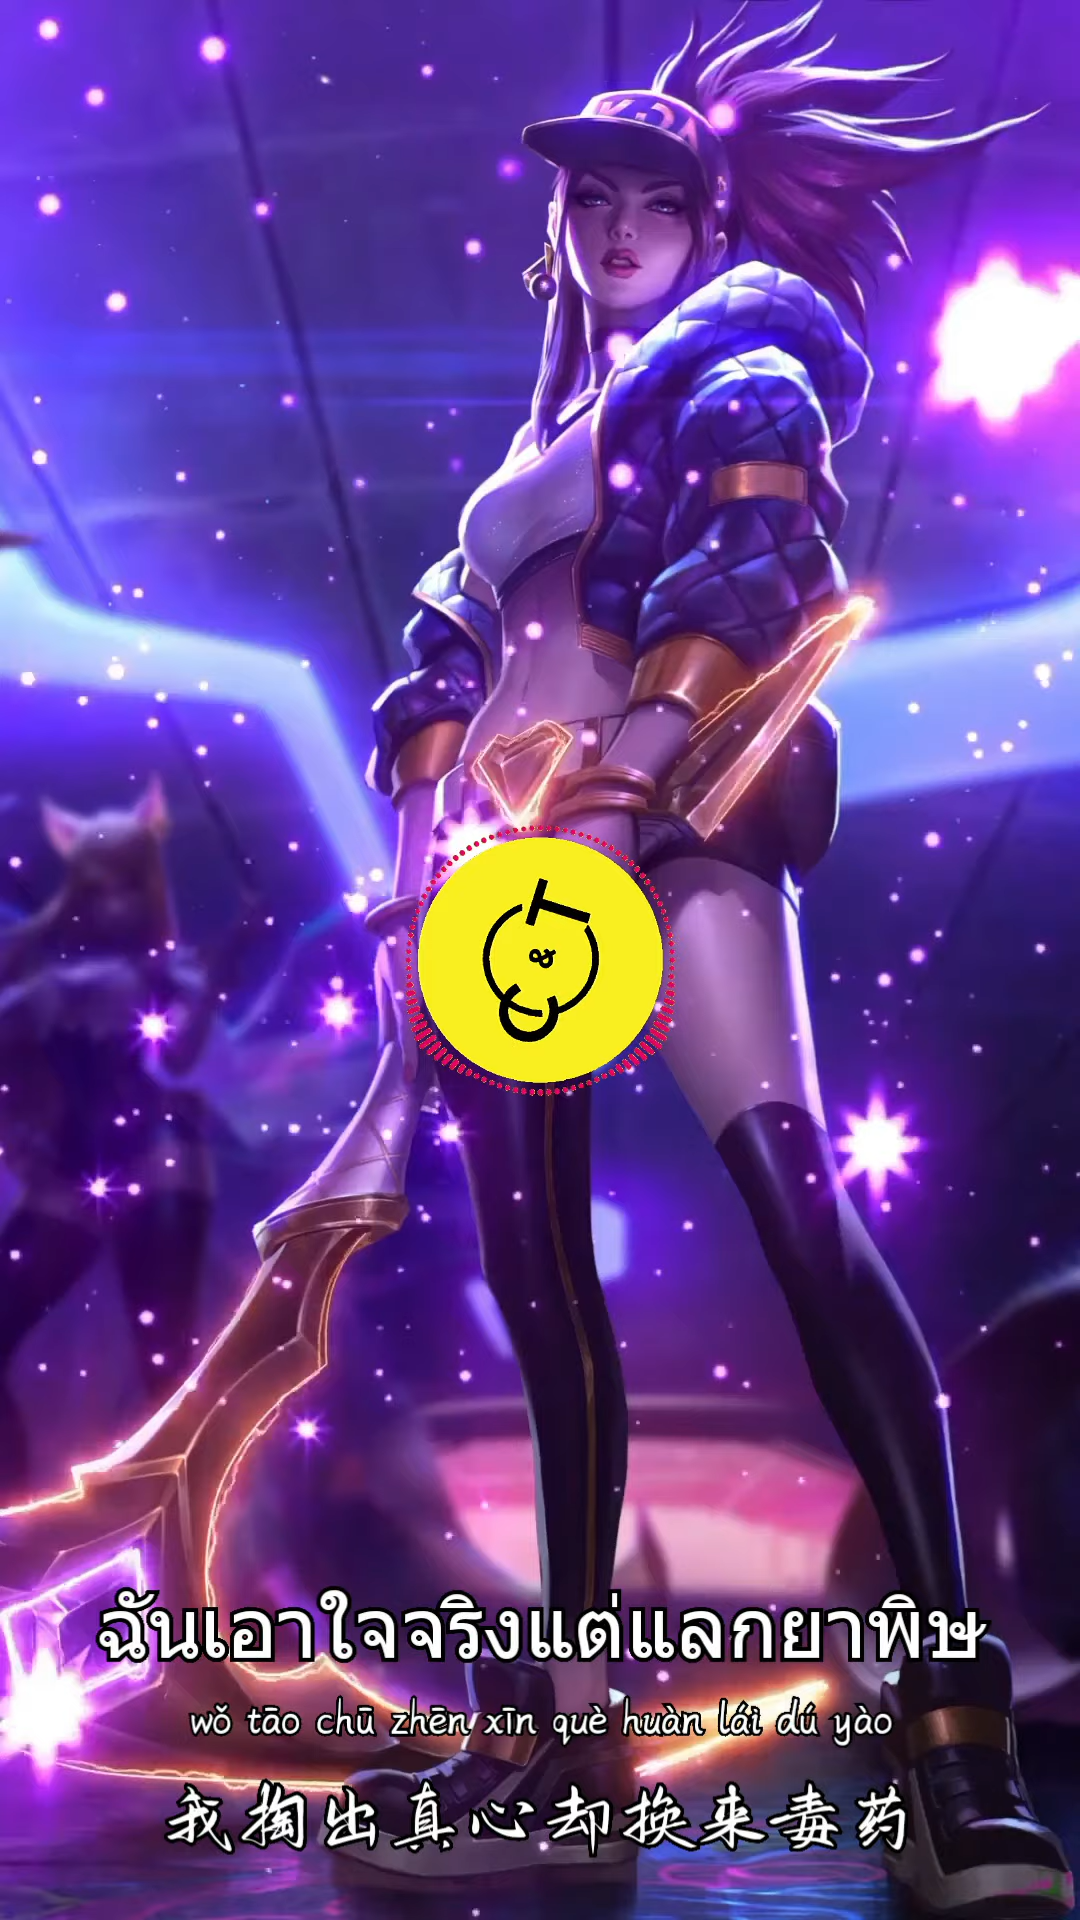 K/DA
T
&
C
ฉันเอาใจจริงแต่แลกยาพิษ
wǒ tāo chū zhēn xīn què huàn lái dú yào
我掏出真心却换来毒药